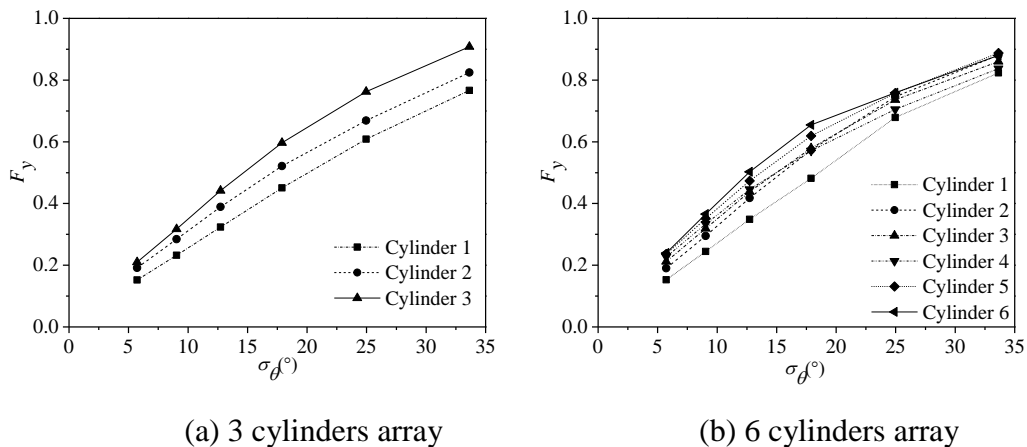 1.0
0.8
0.6
0.4
0.2
0.0
F_y
0 5 10 15 20 25 30 35
σ_θ(°)
Cylinder 1
Cylinder 2
Cylinder 3
(a) 3 cylinders array
1.0
0.8
0.6
0.4
0.2
0.0
F_y
0 5 10 15 20 25 30 35
σ_θ(°)
Cylinder 1
Cylinder 2
Cylinder 3
Cylinder 4
Cylinder 5
Cylinder 6
(b) 6 cylinders array